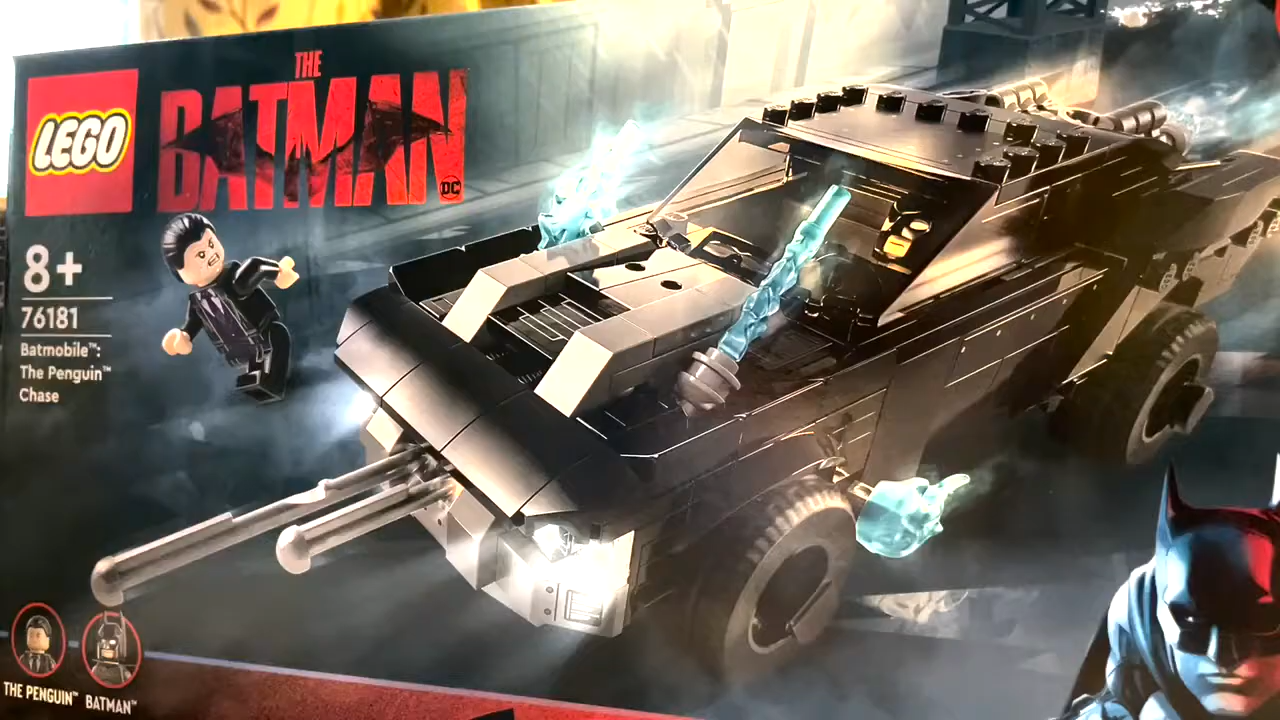 LEGO
THE
BATMAN
DC
8+
76181
Batmobile™:
The Penguin™
Chase
THE PENGUIN™
BATMAN™